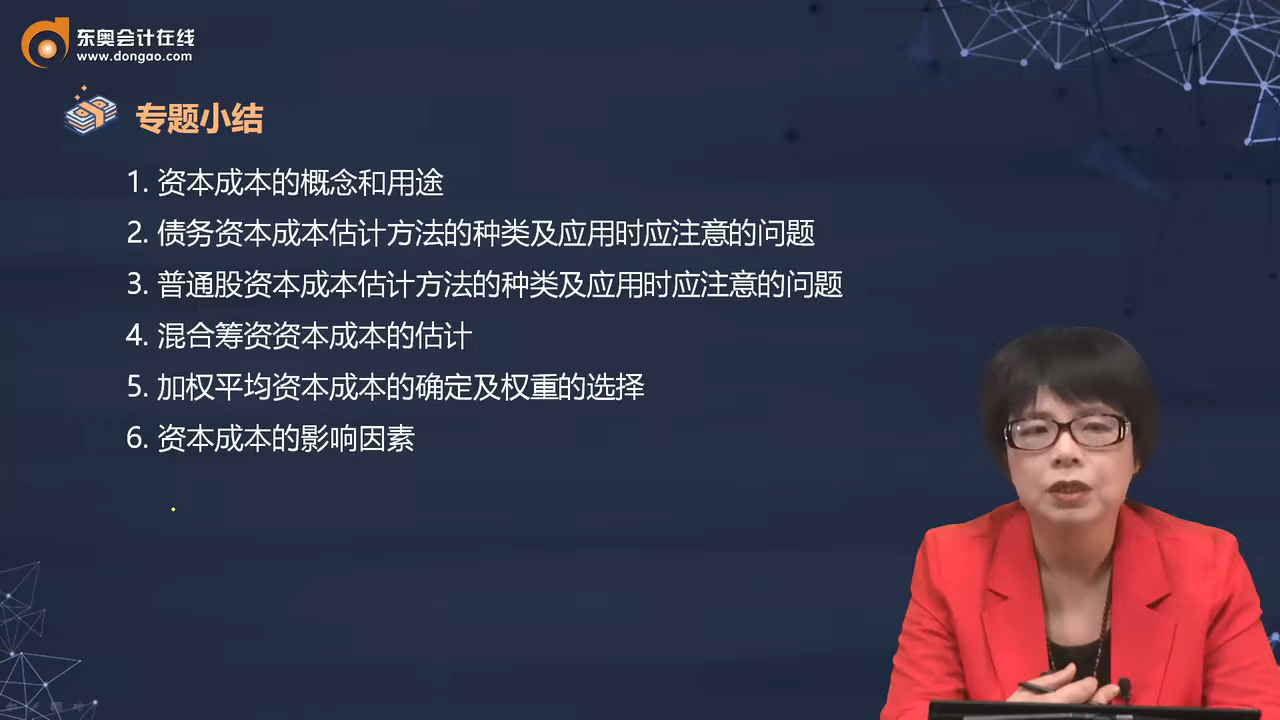 东奥会计在线
www.dongao.com
专题小结
1. 资本成本的概念和用途
2. 债务资本成本估计方法的种类及应用时应注意的问题
3. 普通股资本成本估计方法的种类及应用时应注意的问题
4. 混合筹资资本成本的估计
5. 加权平均资本成本的确定及权重的选择
6. 资本成本的影响因素